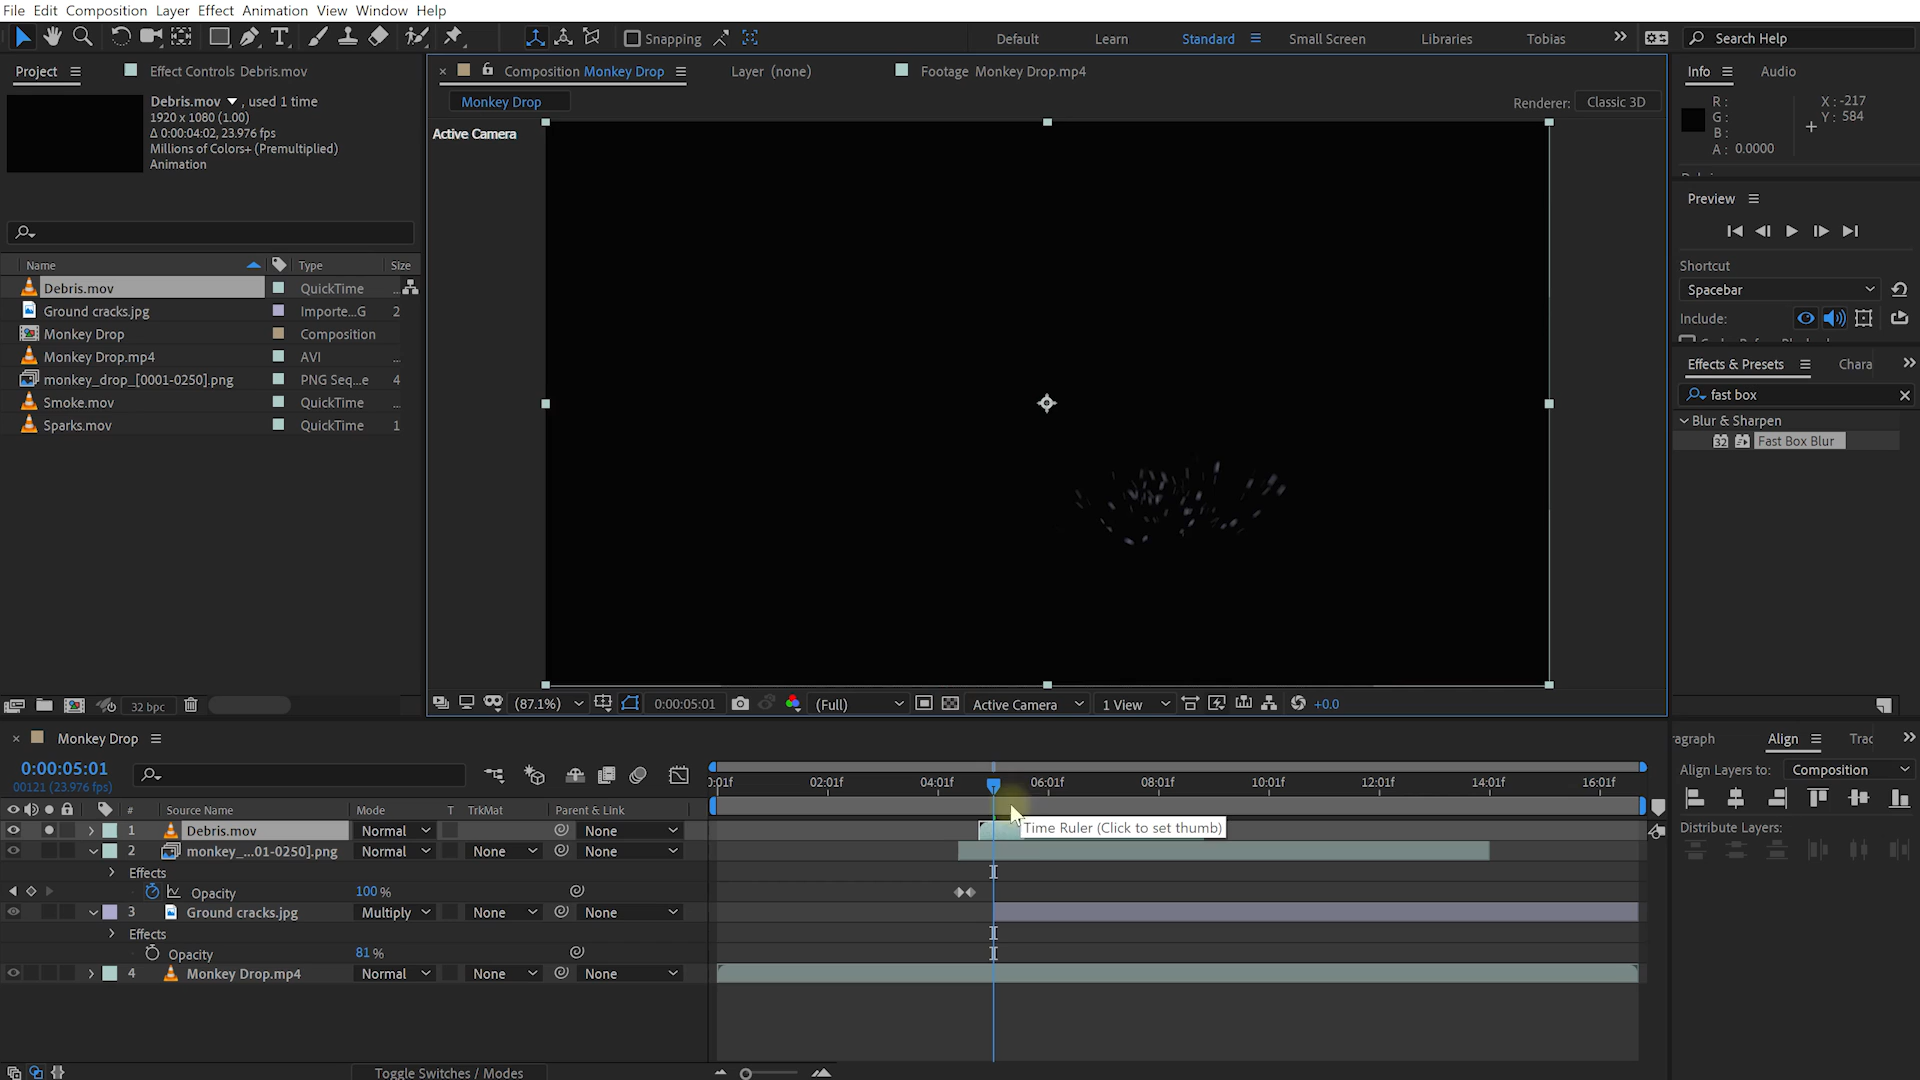 File Edit Composition Layer Effect Animation View Window Help
Snapping
Default Learn Standard Small Screen Libraries Tobias
Search Help
Project Effect Controls Debris.mov
Debris.mov , used 1 time
1920 x 1080 (1.00)
Δ 0:00:04:02, 23.976 fps
Millions of Colors+ (Premultiplied)
Animation
Name Type Size
Debris.mov QuickTime ...
Ground cracks.jpg Importe...G 2
Monkey Drop Composition
Monkey Drop.mp4 AVI ...
monkey_drop_[0001-0250].png PNG Seq...e 4
Smoke.mov QuickTime ...
Sparks.mov QuickTime 1
32 bpc
Composition Monkey Drop Layer (none) Footage Monkey Drop.mp4
Monkey Drop
Renderer: Classic 3D
Active Camera
(87.1%) 0:00:05:01 (Full) Active Camera 1 View +0.0
Info Audio
R: X: -217
G: Y: 584
B:
A: 0.0000
Preview
Shortcut
Spacebar
Include:
Effects & Presets Chara
fast box
Blur & Sharpen
32 Fast Box Blur
Monkey Drop
0:00:05:01
00121 (23.976 fps)
# Source Name Mode T TrkMat Parent & Link
1 Debris.mov Normal None
2 monkey_...01-0250].png Normal None None
Effects
Opacity 100 %
3 Ground cracks.jpg Multiply None None
Effects
Opacity 81 %
4 Monkey Drop.mp4 Normal None None
Toggle Switches / Modes
):01f 02:01f 04:01f 06:01f 08:01f 10:01f 12:01f 14:01f 16:01f
Time Ruler (Click to set thumb)
aragraph Align Trac
Align Layers to: Composition
Distribute Layers: